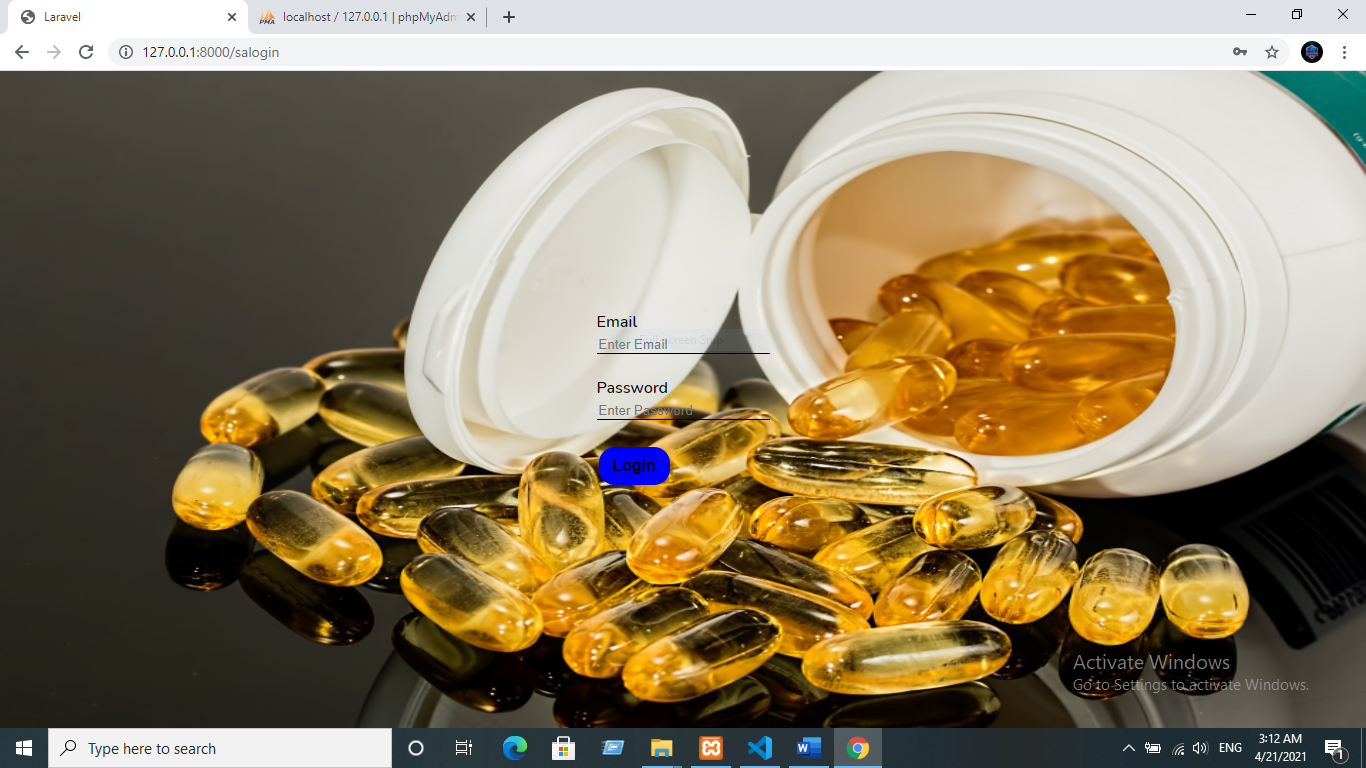 Laravel
localhost / 127.0.0.1 | phpMyAdm
127.0.0.1:8000/salogin
Email
Enter Email
Password
Enter Password
Login
Activate Windows
Go to Settings to activate Windows.
Type here to search
ENG
3:12 AM
4/21/2021
1